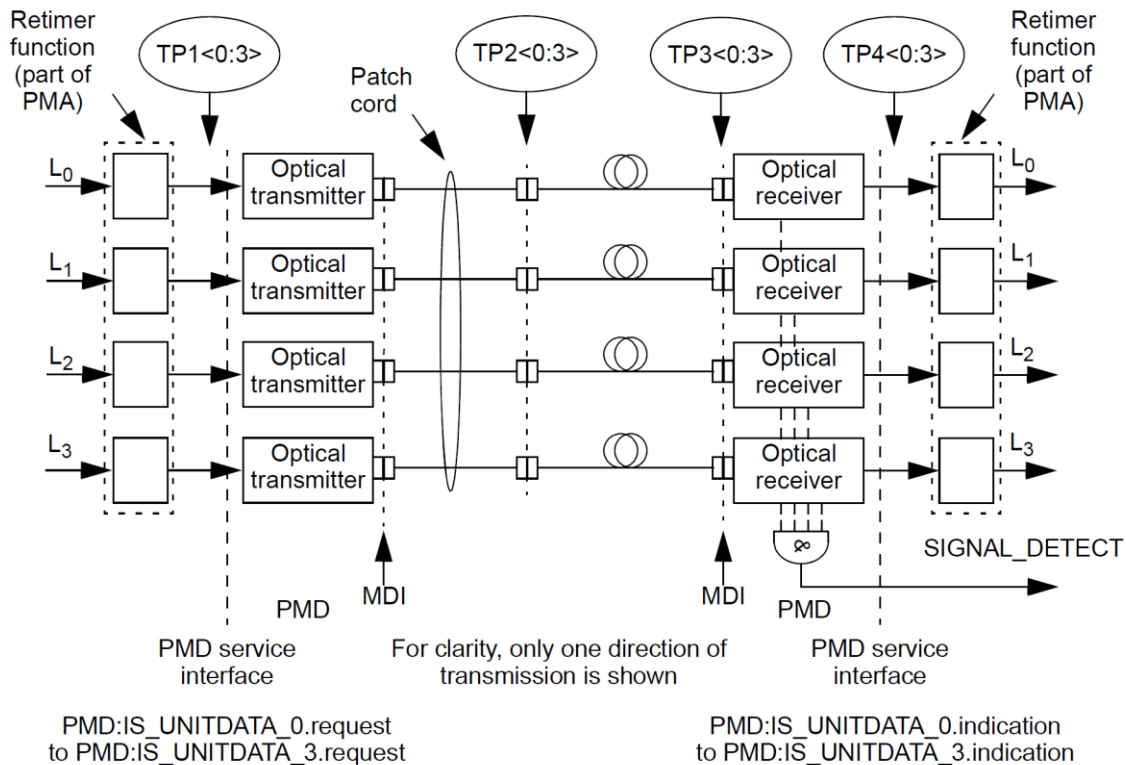 Retimer
function
(part of
PMA)
TP1<0:3>
Patch
cord
TP2<0:3>
TP3<0:3>
TP4<0:3>
Retimer
function
(part of
PMA)
L0
Optical
transmitter
Optical
receiver
L0
L1
Optical
transmitter
Optical
receiver
L1
L2
Optical
transmitter
Optical
receiver
L2
L3
Optical
transmitter
Optical
receiver
L3
&
SIGNAL_DETECT
PMD
MDI
MDI
PMD
PMD service
interface
For clarity, only one direction of
transmission is shown
PMD service
interface
PMD:IS_UNITDATA_0.request
to PMD:IS_UNITDATA_3.request
PMD:IS_UNITDATA_0.indication
to PMD:IS_UNITDATA_3.indication